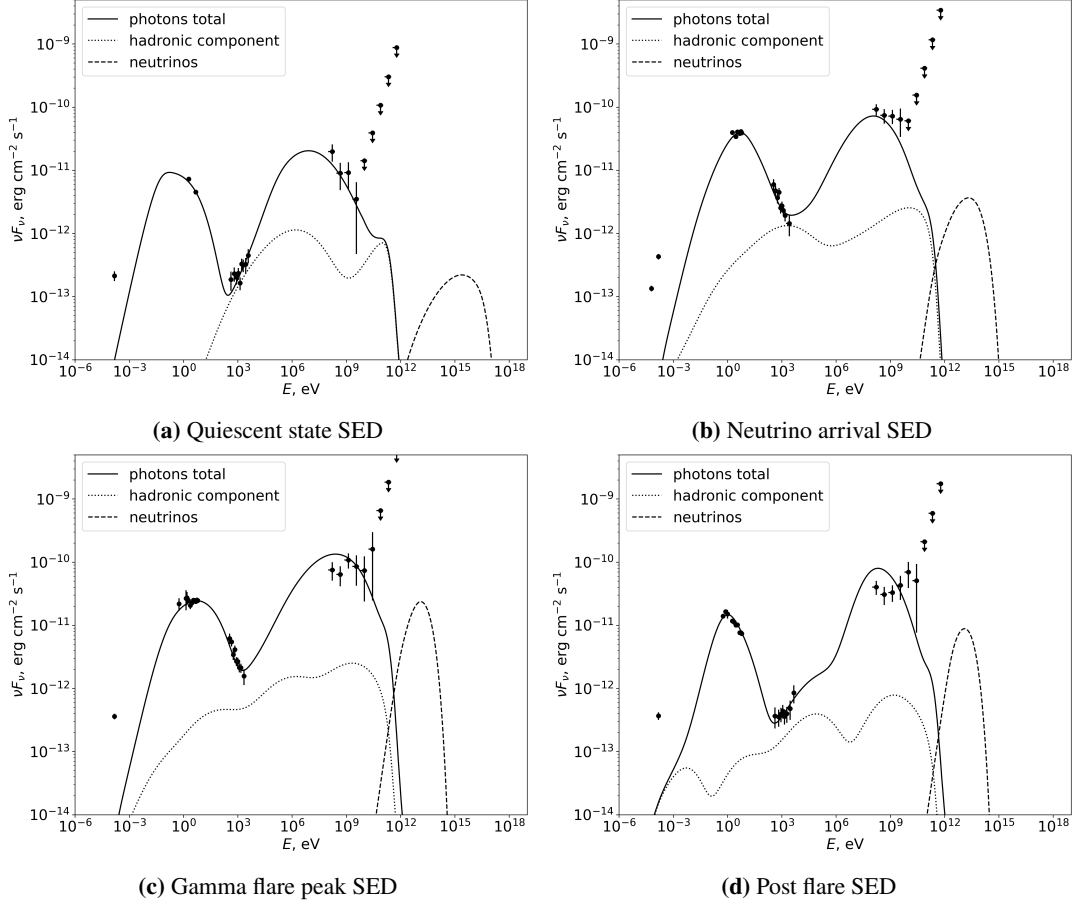 photons total
hadronic component
neutrinos
νFν, erg cm⁻² s⁻¹
10⁻⁹
10⁻¹⁰
10⁻¹¹
10⁻¹²
10⁻¹³
10⁻¹⁴
10⁻⁶ 10⁻³ 10⁰ 10³ 10⁶ 10⁹ 10¹² 10¹⁵ 10¹⁸
E, eV
(a) Quiescent state SED
photons total
hadronic component
neutrinos
νFν, erg cm⁻² s⁻¹
10⁻⁹
10⁻¹⁰
10⁻¹¹
10⁻¹²
10⁻¹³
10⁻¹⁴
10⁻⁶ 10⁻³ 10⁰ 10³ 10⁶ 10⁹ 10¹² 10¹⁵ 10¹⁸
E, eV
(b) Neutrino arrival SED
photons total
hadronic component
neutrinos
νFν, erg cm⁻² s⁻¹
10⁻⁹
10⁻¹⁰
10⁻¹¹
10⁻¹²
10⁻¹³
10⁻¹⁴
10⁻⁶ 10⁻³ 10⁰ 10³ 10⁶ 10⁹ 10¹² 10¹⁵ 10¹⁸
E, eV
(c) Gamma flare peak SED
photons total
hadronic component
neutrinos
νFν, erg cm⁻² s⁻¹
10⁻⁹
10⁻¹⁰
10⁻¹¹
10⁻¹²
10⁻¹³
10⁻¹⁴
10⁻⁶ 10⁻³ 10⁰ 10³ 10⁶ 10⁹ 10¹² 10¹⁵ 10¹⁸
E, eV
(d) Post flare SED